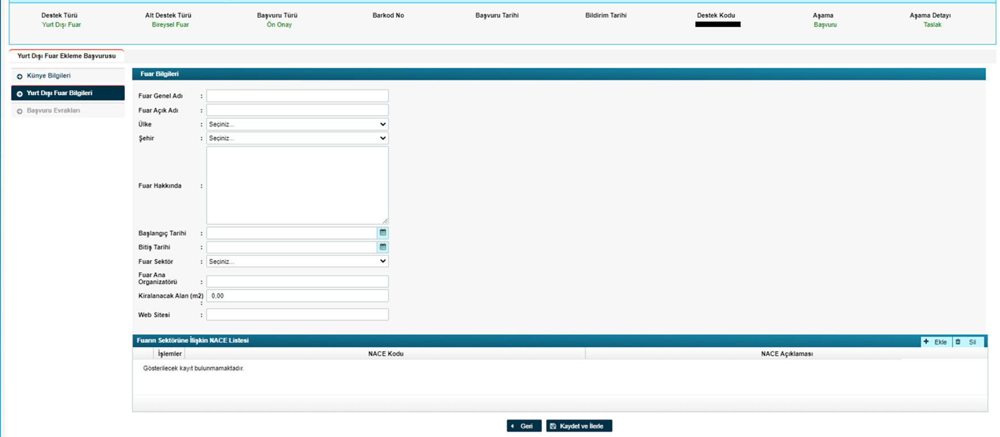 Destek Türü Alt Destek Türü Başvuru Türü Barkod No Başvuru Tarihi Bildirim Tarihi Destek Kodu Aşama Aşama Detayı
Yurt Dışı Fuar Bireysel Fuar Ön Onay Başvuru Taslak
Yurt Dışı Fuar Ekleme Başvurusu
Künye Bilgileri
Yurt Dışı Fuar Bilgileri
Başvuru Evrakları
Fuar Bilgileri
Fuar Genel Adı :
Fuar Açık Adı :
Ülke : Seçiniz...
Şehir : Seçiniz...
Fuar Hakkında :
Başlangıç Tarihi :
Bitiş Tarihi :
Fuar Sektör : Seçiniz...
Fuar Ana
Organizatörü :
Kiralanacak Alan (m2) 0,00
:
Web Sitesi :
Fuarın Sektörüne İlişkin NACE Listesi + Ekle Sil
İşlemler NACE Kodu NACE Açıklaması
Gösterilecek kayıt bulunmamaktadır.
Geri Kaydet ve İlerle